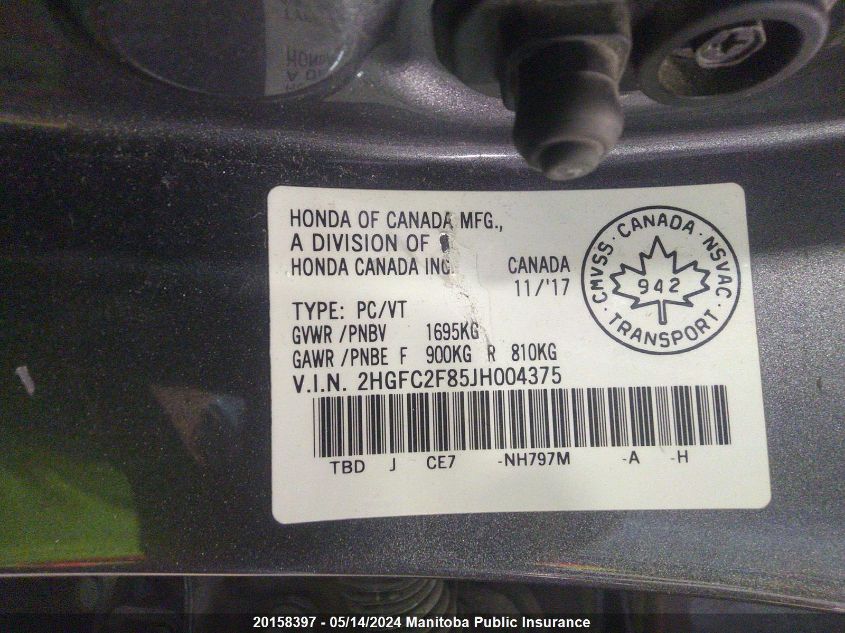 HONDA OF CANADA MFG.,
A DIVISION OF
HONDA CANADA INC. CANADA
11/'17
TYPE: PC/VT
GVWR /PNBV 1695KG
GAWR /PNBE F 900KG R 810KG
V.I.N. 2HGFC2F85JH004375
TBD J CE7 -NH797M -A -H
CMVSS · CANADA · NSVAC · TRANSPORT ·
942
20158397 - 05/14/2024 Manitoba Public Insurance